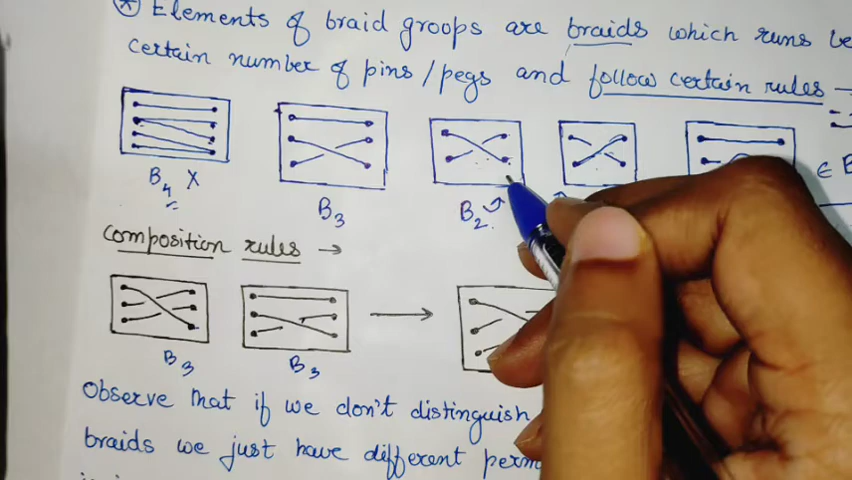 * Elements of braid groups are braids which runs be
certain number of pins/pegs and follow certain rules →
B4 X
B3
B2
∈ B
Composition rules →
B3
B3
Observe that if we don't distinguish
braids we just have different perm